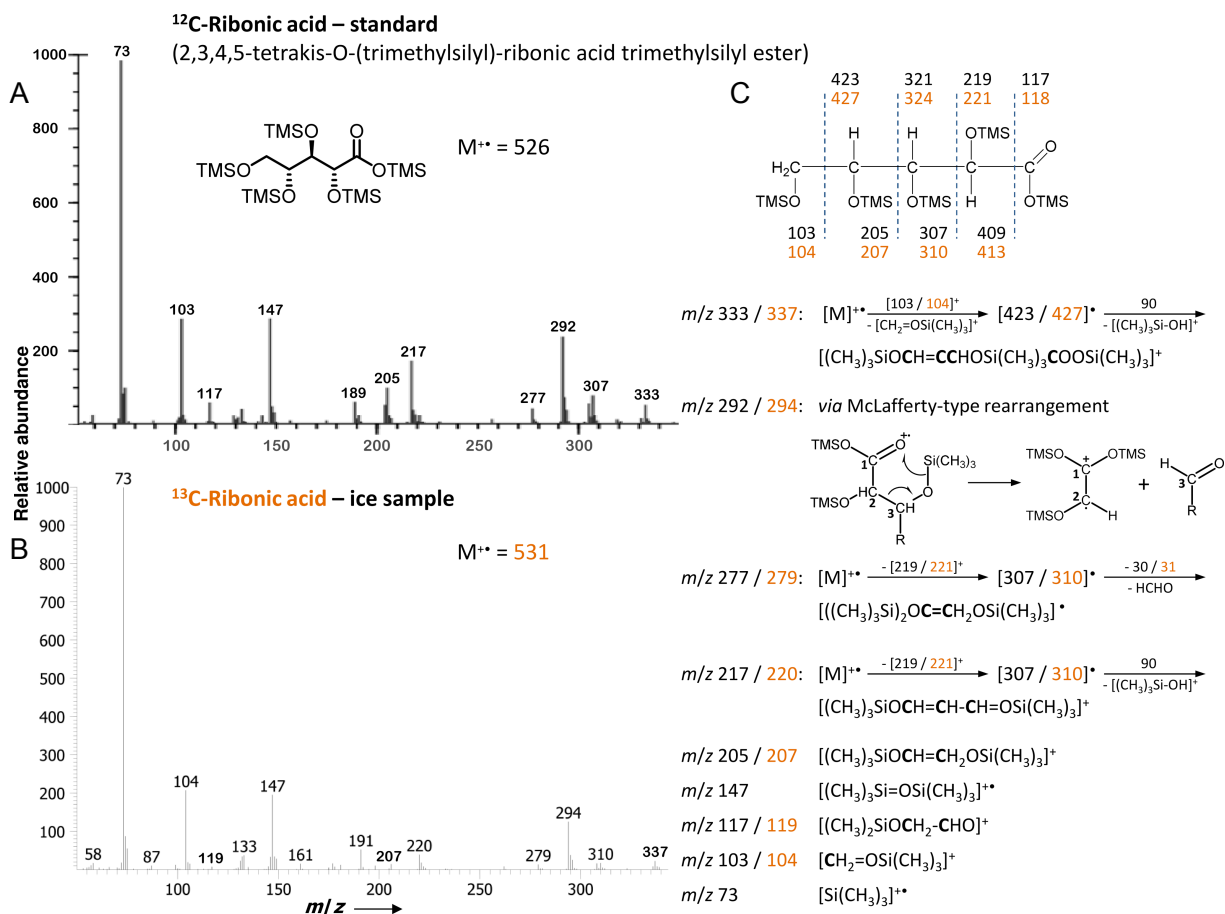 ¹²C-Ribonic acid – standard
(2,3,4,5-tetrakis-O-(trimethylsilyl)-ribonic acid trimethylsilyl ester)
A
1000
800
600
400
200
Relative abundance
73
103
117
147
189
205
217
277
292
307
333
100
150
200
250
300
TMSO
TMSO
TMSO
TMSO
O
OTMS
M⁺• = 526
B
¹³C-Ribonic acid – ice sample
M⁺• = 531
1000
900
800
700
600
500
400
300
200
100
58
73
87
104
119
133
147
161
191
207
220
279
294
310
337
100
150
200
250
300
m/z
C
423 321 219 117
427 324 221 118
H H OTMS O
H₂C C C C C
TMSO OTMS OTMS H OTMS
103 205 307 409
104 207 310 413
m/z 333 / 337: [M]⁺• [103 / 104]⁺ - [CH₂=OSi(CH₃)₃]⁺ [423 / 427]• 90 - [(CH₃)₃Si-OH]⁺
[(CH₃)₃SiOCH=CCHOSi(CH₃)₃COOSi(CH₃)₃]⁺
m/z 292 / 294: via McLafferty-type rearrangement
TMSO C 1 O +• Si(CH₃)₃ O
TMSO HC 2 CH 3 R
TMSO C 1 + OTMS
TMSO C 2 • H
+
H C 3 O R
m/z 277 / 279: [M]⁺• - [219 / 221]⁺ [307 / 310]• - 30 / 31 - HCHO
[((CH₃)₃Si)₂OC=CH₂OSi(CH₃)₃]•
m/z 217 / 220: [M]⁺• - [219 / 221]⁺ [307 / 310]• 90 - [(CH₃)₃Si-OH]⁺
[(CH₃)₃SiOCH=CH-CH=OSi(CH₃)₃]⁺
m/z 205 / 207 [(CH₃)₃SiOCH=CH₂OSi(CH₃)₃]⁺
m/z 147 [(CH₃)₃Si=OSi(CH₃)₃]⁺•
m/z 117 / 119 [(CH₃)₂SiOCH₂-CHO]⁺
m/z 103 / 104 [CH₂=OSi(CH₃)₃]⁺
m/z 73 [Si(CH₃)₃]⁺•